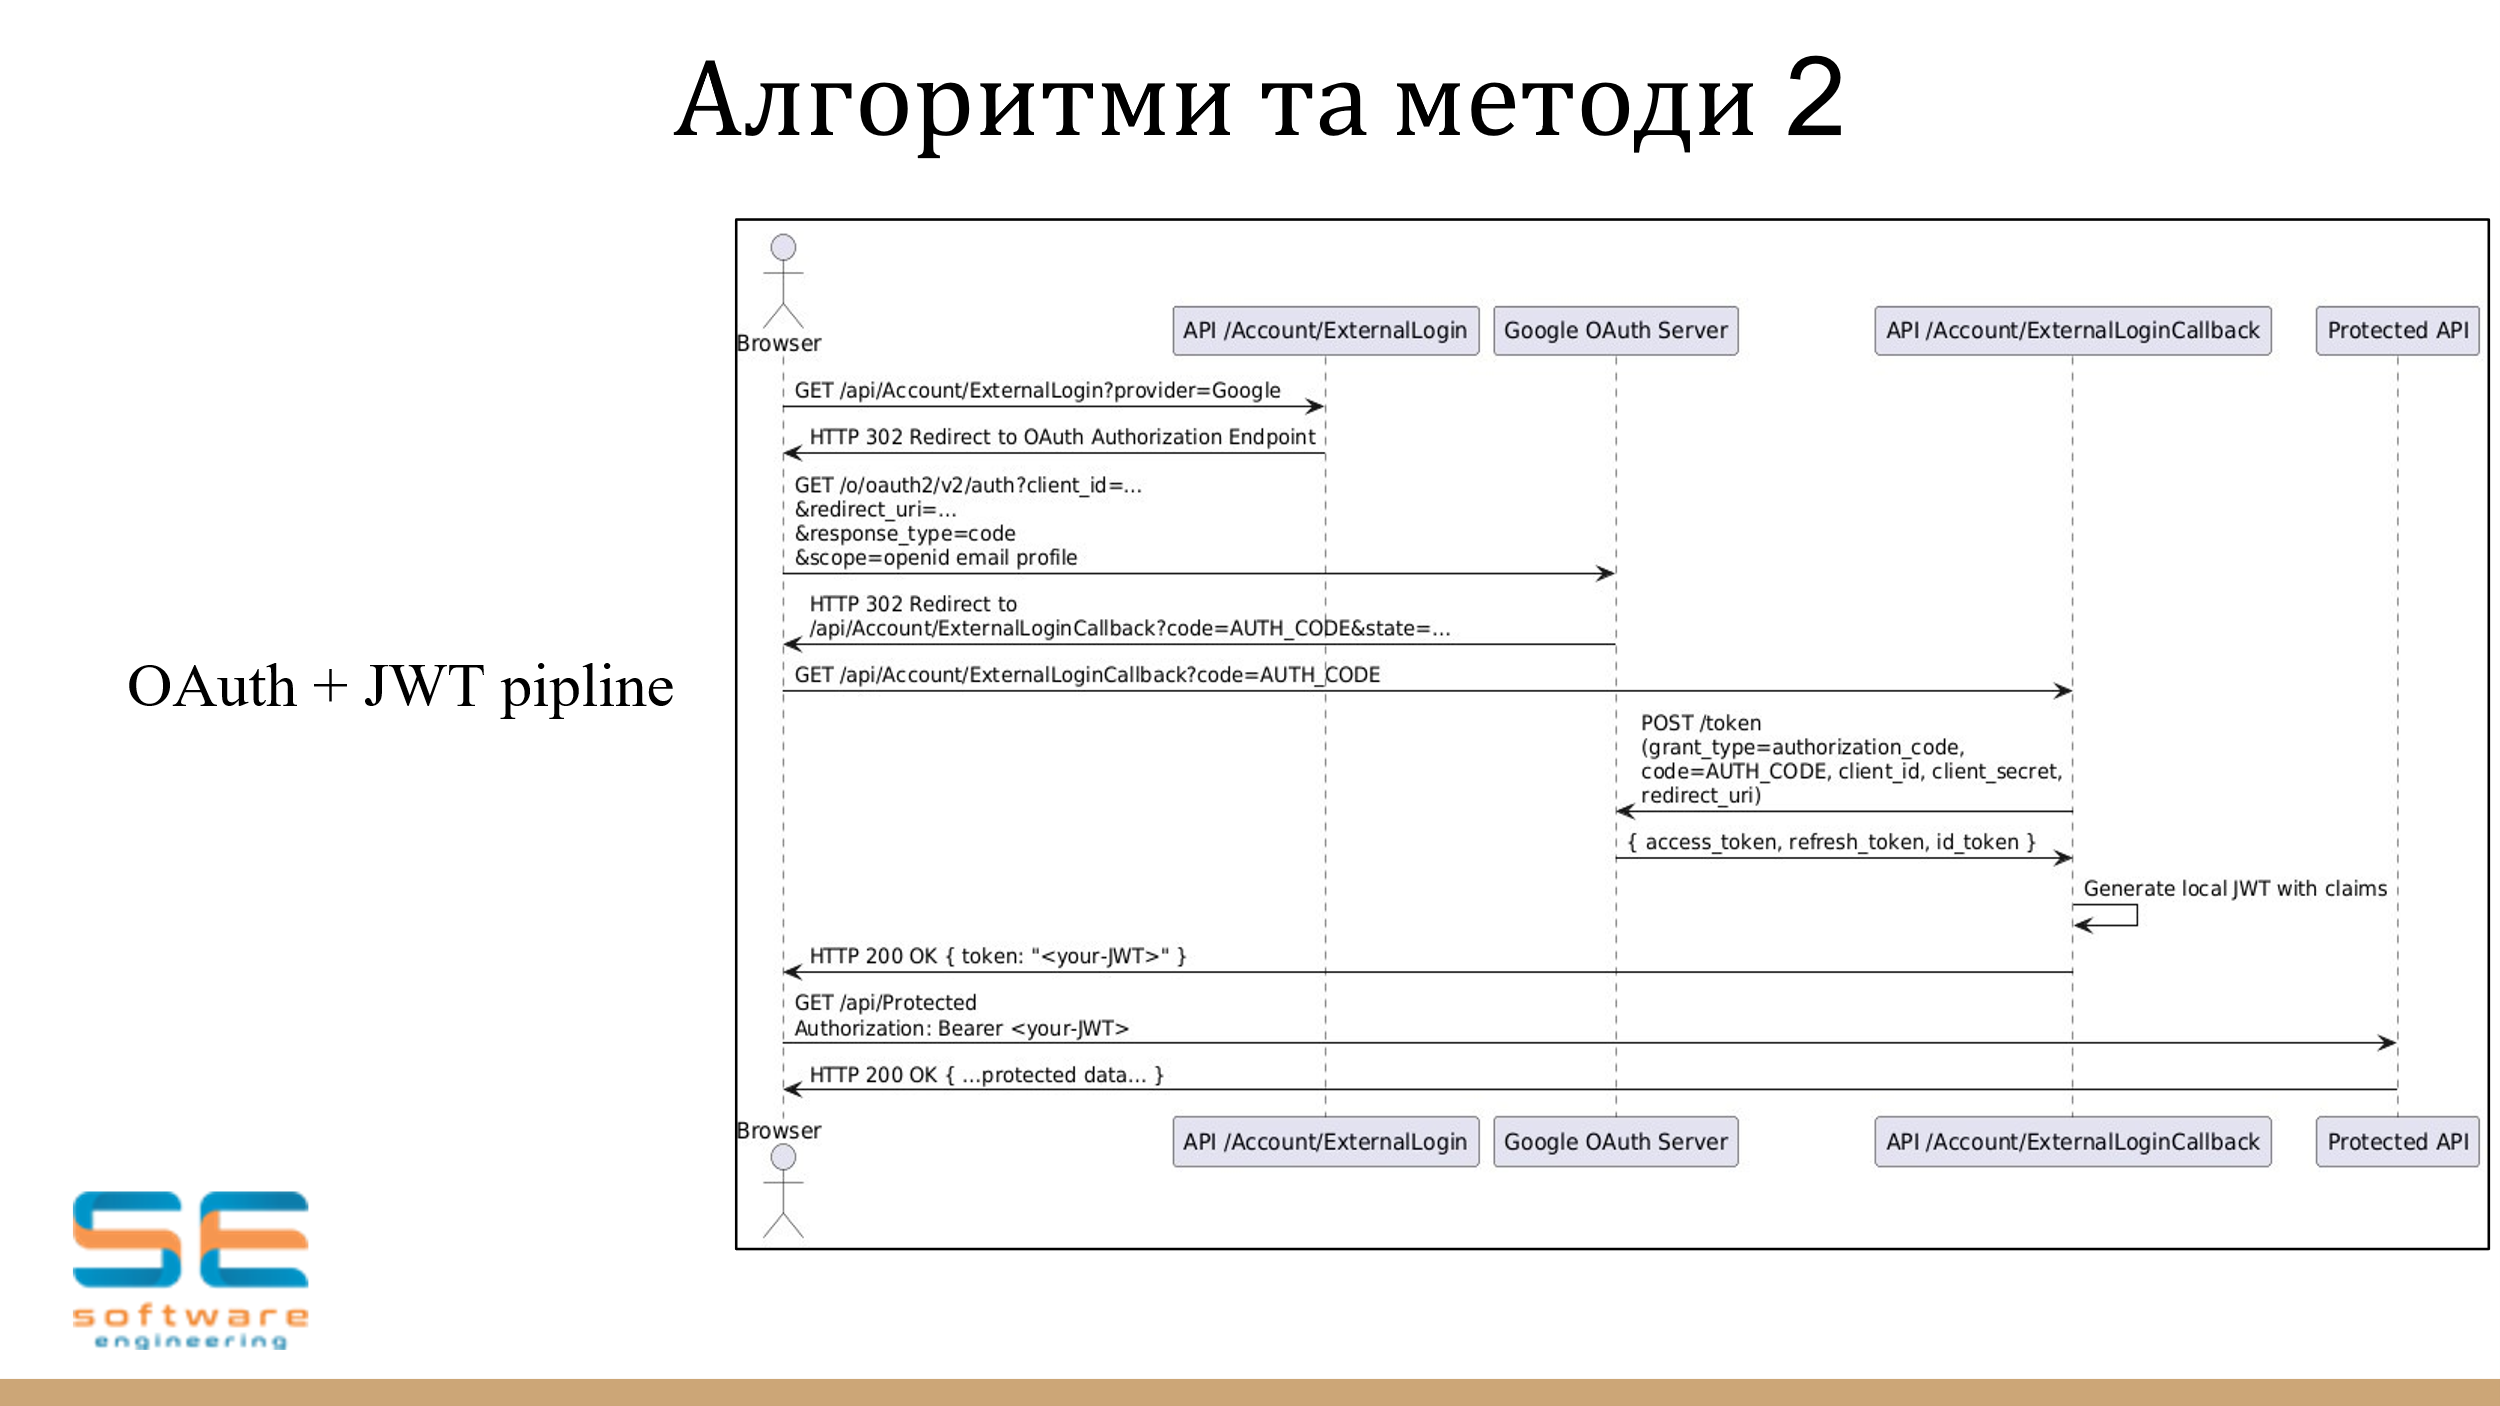 Алгоритми та методи 2
OAuth + JWT pipline
Browser
API /Account/ExternalLogin
Google OAuth Server
API /Account/ExternalLoginCallback
Protected API
GET /api/Account/ExternalLogin?provider=Google
HTTP 302 Redirect to OAuth Authorization Endpoint
GET /o/oauth2/v2/auth?client_id=...
&redirect_uri=...
&response_type=code
&scope=openid email profile
HTTP 302 Redirect to
/api/Account/ExternalLoginCallback?code=AUTH_CODE&state=...
GET /api/Account/ExternalLoginCallback?code=AUTH_CODE
POST /token
(grant_type=authorization_code,
code=AUTH_CODE, client_id, client_secret,
redirect_uri)
{ access_token, refresh_token, id_token }
Generate local JWT with claims
HTTP 200 OK { token: "<your-JWT>" }
GET /api/Protected
Authorization: Bearer <your-JWT>
HTTP 200 OK { ...protected data... }
Browser
API /Account/ExternalLogin
Google OAuth Server
API /Account/ExternalLoginCallback
Protected API
SE
software
engineering